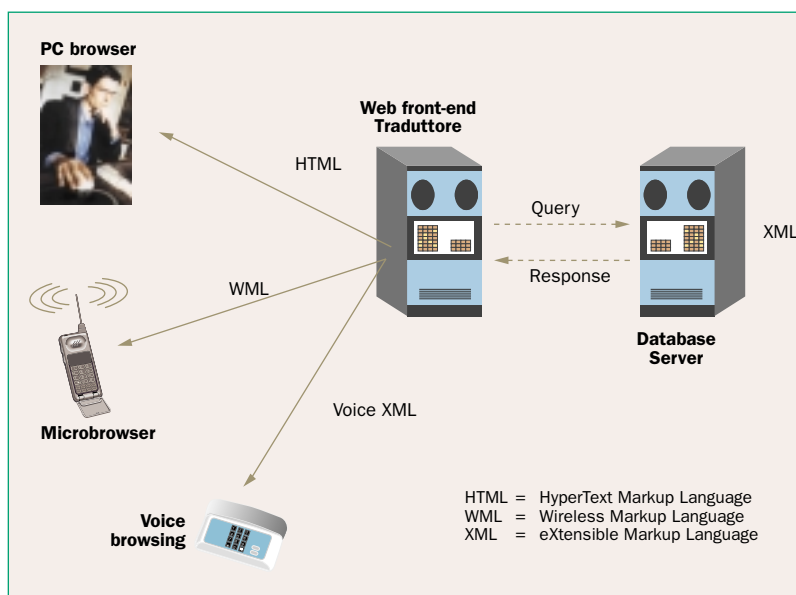 PC browser
Web front-end
Traduttore
HTML
Query
XML
Response
WML
Database
Server
Microbrowser
Voice XML
Voice
browsing
HTML = HyperText Markup Language
WML = Wireless Markup Language
XML = eXtensible Markup Language